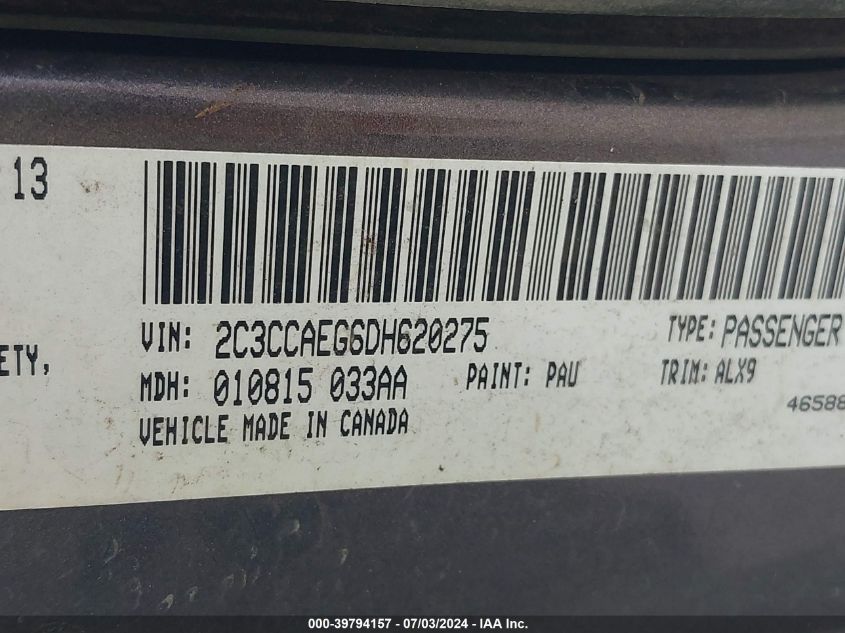 13
VIN: 2C3CCAEG6DH620275
TYPE: PASSENGER
ETY,
MDH: 010815 033AA
PAINT: PAU
TRIM: ALX9
VEHICLE MADE IN CANADA
46588
000-39794157 - 07/03/2024 - IAA Inc.